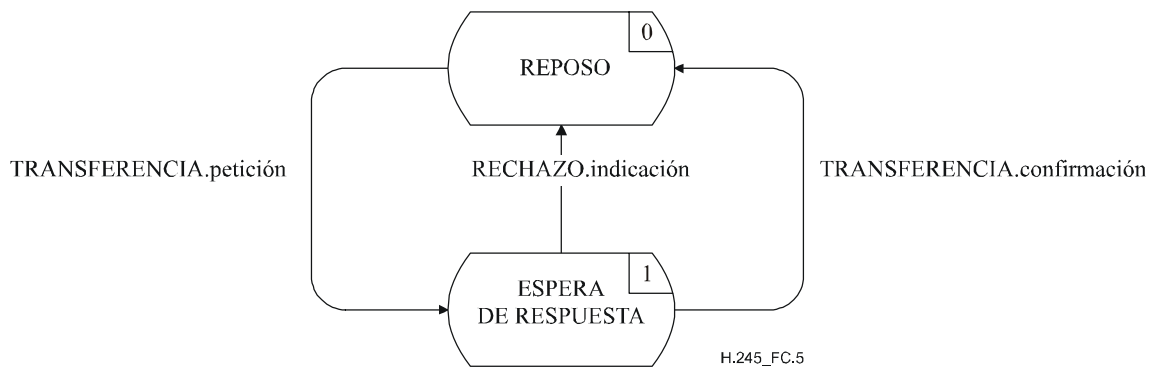 0
REPOSO
TRANSFERENCIA.petición
RECHAZO.indicación
TRANSFERENCIA.confirmación
1
ESPERA
DE RESPUESTA
H.245_FC.5